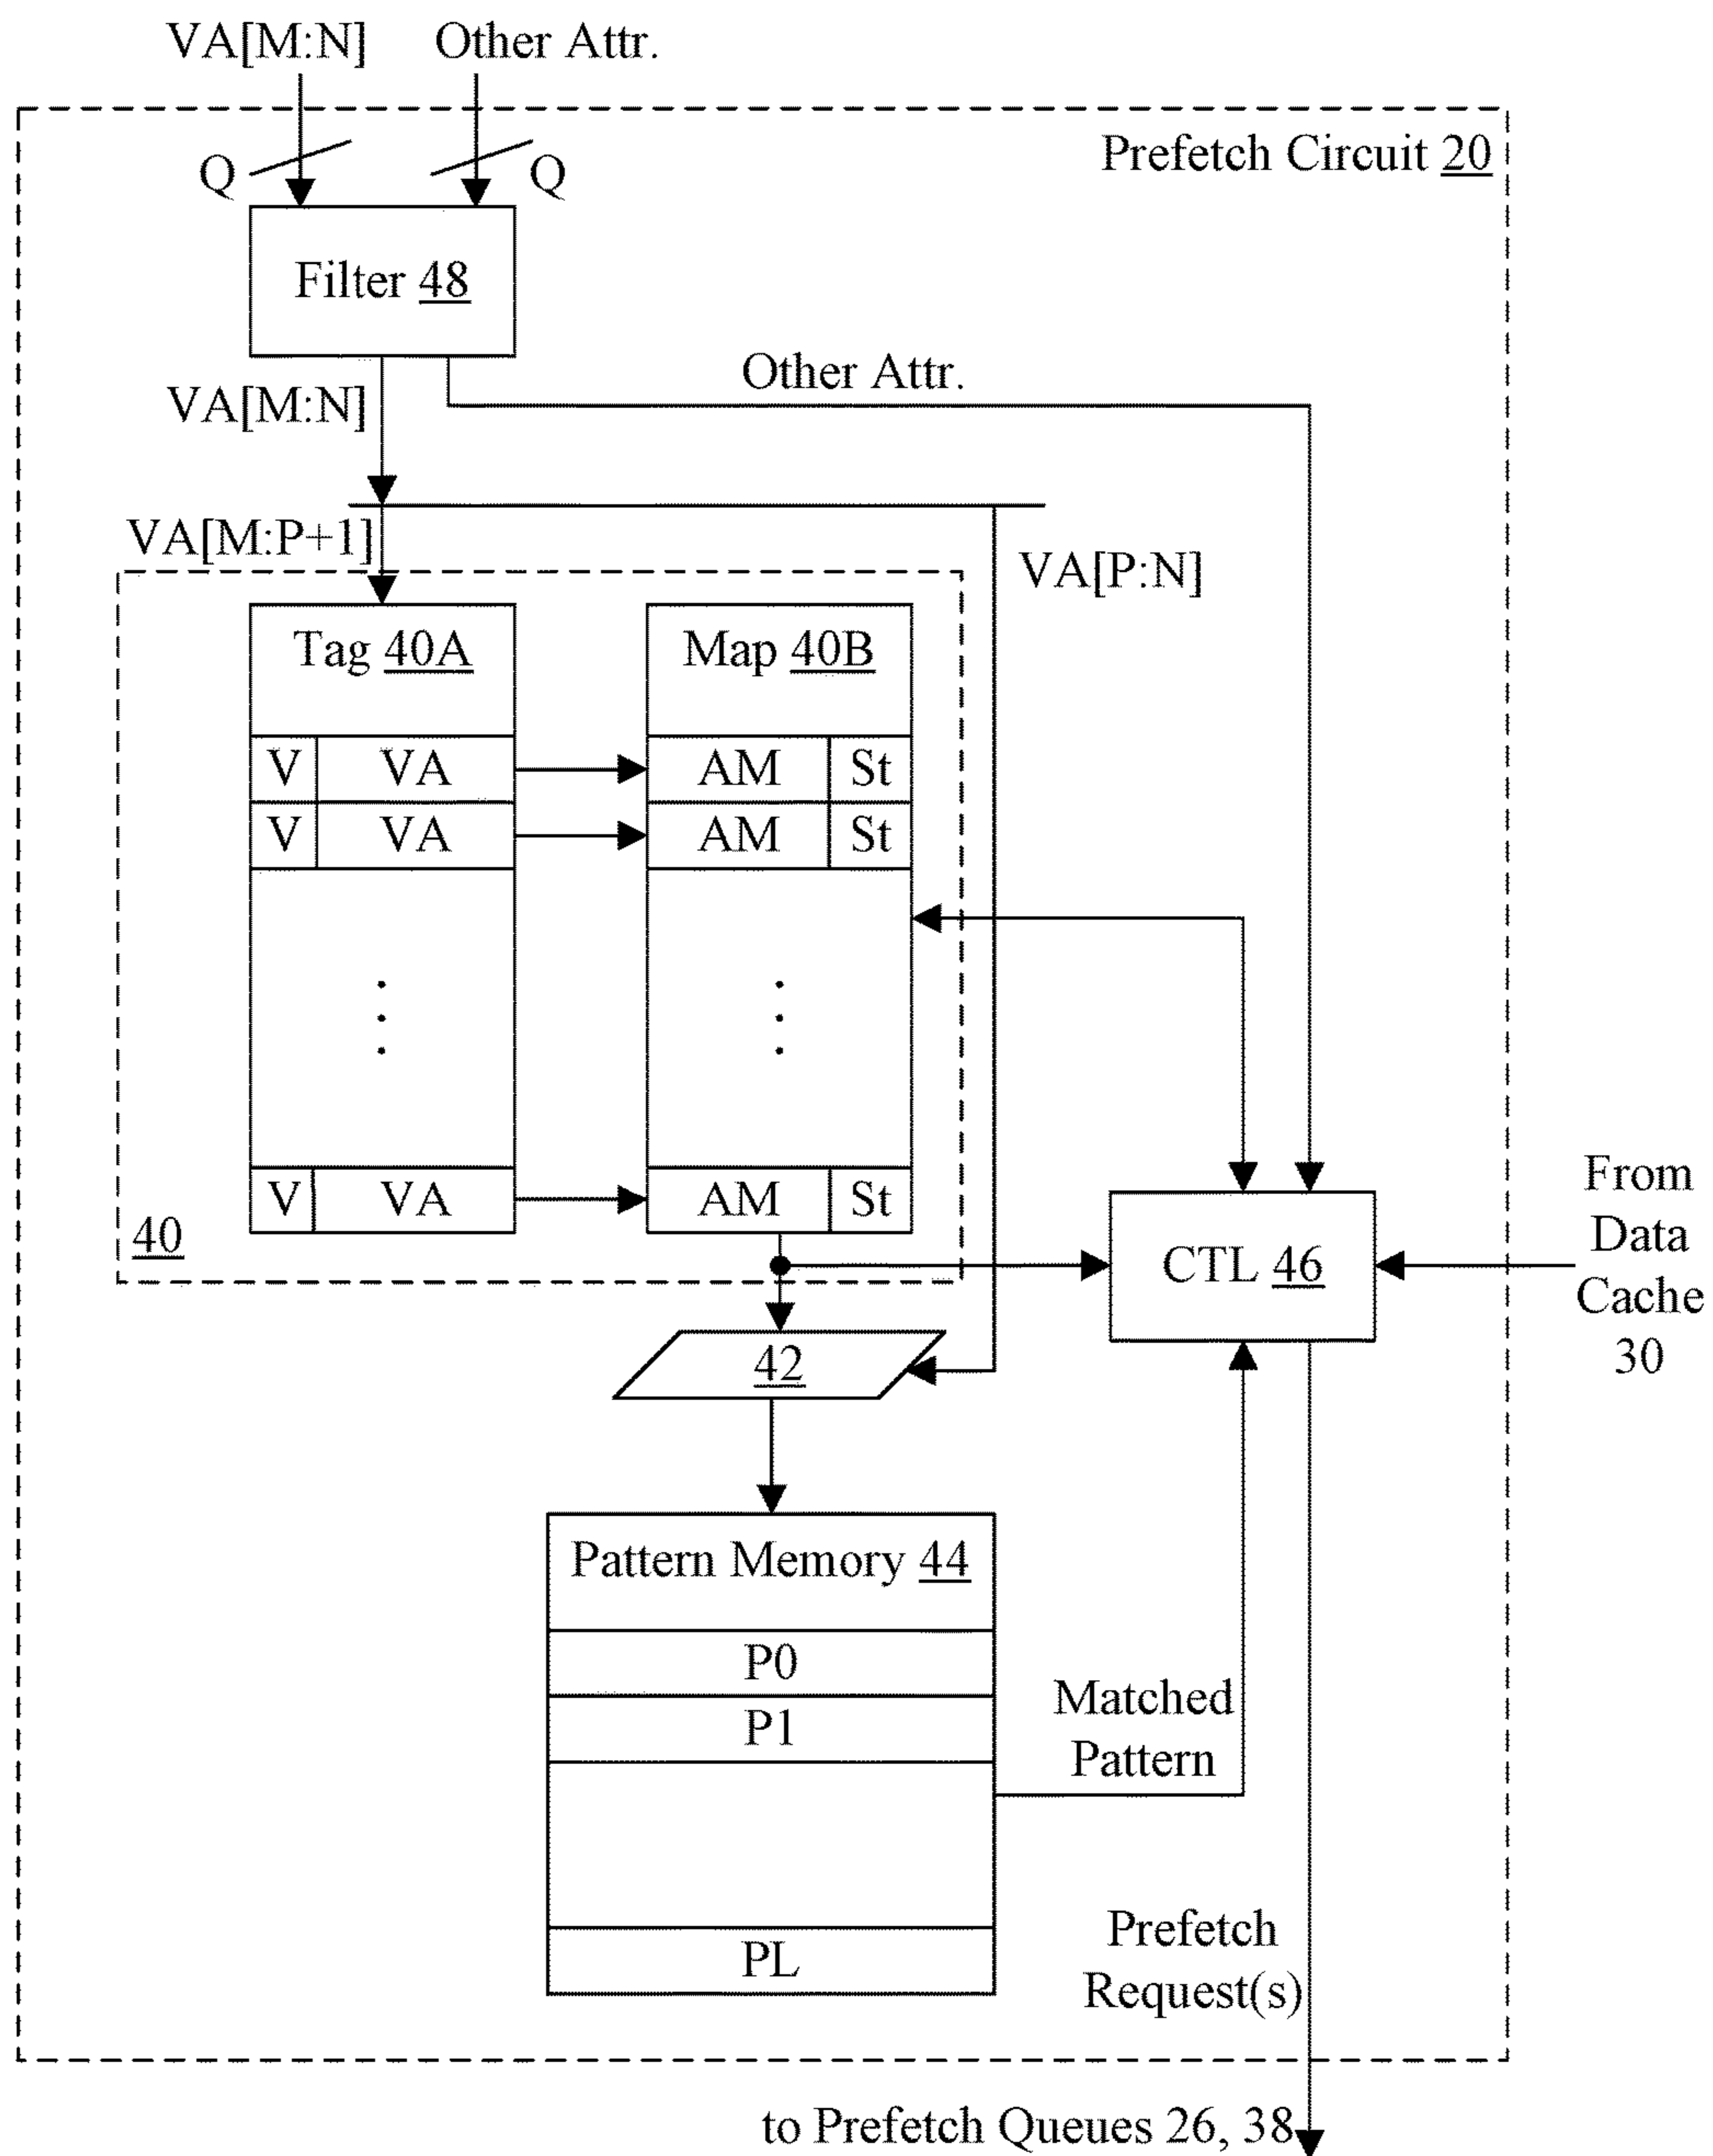 VA[M:N] Other Attr.
Prefetch Circuit 20
Q Q
Filter 48
Other Attr.
VA[M:N]
VA[M:P+1]
VA[P:N]
Tag 40A Map 40B
V VA AM St
V VA AM St
V VA AM St
40
From
Data
Cache
30
CTL 46
42
Pattern Memory 44
P0
P1
Matched
Pattern
PL
Prefetch
Request(s)
to Prefetch Queues 26, 38